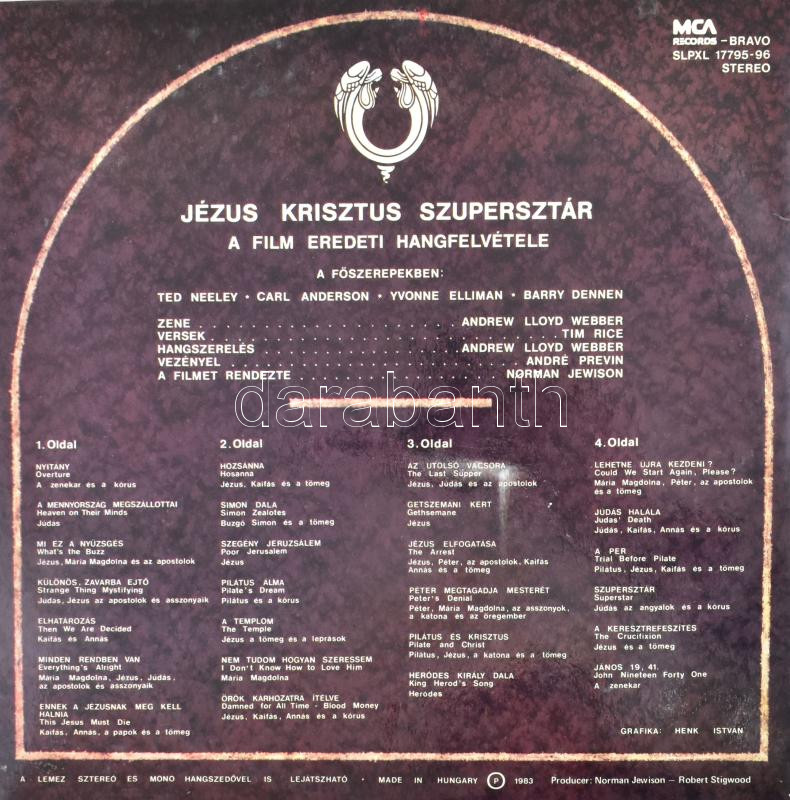 MCA
RECORDS – BRAVO
SLPXL 17795-96
STEREO
JÉZUS KRISZTUS SZUPERSZTÁR
A FILM EREDETI HANGFELVÉTELE
A FŐSZEREPEKBEN:
TED NEELEY • CARL ANDERSON • YVONNE ELLIMAN • BARRY DENNEN
ZENE . . . . . . . . . . . . . . . . . . . . ANDREW LLOYD WEBBER
VERSEK . . . . . . . . . . . . . . . . . . . . . . . . . . . TIM RICE
HANGSZERELÉS . . . . . . . . . . . . . . . ANDREW LLOYD WEBBER
VEZÉNYEL . . . . . . . . . . . . . . . . . . . . . . ANDRÉ PREVIN
A FILMET RENDEZTE . . . . . . . . . . . . . . . NORMAN JEWISON
darabanth
1. Oldal
NYITÁNY
Overture
A zenekar és a kórus
A MENNYORSZÁG MEGSZÁLLOTTAI
Heaven on Their Minds
Júdás
MI EZ A NYÜZSGÉS
What's the Buzz
Jézus, Mária Magdolna és az apostolok
KÜLÖNÖS, ZAVARBA EJTŐ
Strange Thing Mystifying
Júdás, Jézus az apostolok és asszonyaik
ELHATÁROZÁS
Then We Are Decided
Kaifás és Annás
MINDEN RENDBEN VAN
Everything's Alright
Mária Magdolna, Jézus, Júdás,
az apostolok és asszonyaik
ENNEK A JÉZUSNAK MEG KELL
HALNIA
This Jesus Must Die
Kaifás, Annás, a papok és a tömeg
2. Oldal
HOZSÁNNA
Hosanna
Jézus, Kaifás és a tömeg
SIMON DALA
Simon Zealotes
Buzgó Simon és a tömeg
SZEGÉNY JERUZSÁLEM
Poor Jerusalem
Jézus
PILÁTUS ÁLMA
Pilate's Dream
Pilátus és a kórus
A TEMPLOM
The Temple
Jézus a tömeg és a leprások
NEM TUDOM HOGYAN SZERESSEM
I Don't Know How to Love Him
Mária Magdolna
ÖRÖK KÁRHOZATRA ÍTÉLVE
Damned for All Time - Blood Money
Jézus, Kaifás, Annás és a kórus
3. Oldal
AZ UTOLSÓ VACSORA
The Last Supper
Jézus, Júdás és az apostolok
GETSZEMÁNI KERT
Gethsemane
Jézus
JÉZUS ELFOGATÁSA
The Arrest
Jézus, Péter, az apostolok, Kaifás
Annás és a tömeg
PÉTER MEGTAGADJA MESTERÉT
Peter's Denial
Péter, Mária Magdolna, az asszonyok,
a katona és az öregember
PILÁTUS ÉS KRISZTUS
Pilate and Christ
Pilátus, Jézus, a katona és a tömeg
HERÓDES KIRÁLY DALA
King Herod's Song
Heródes
4. Oldal
LEHETNE ÚJRA KEZDENI?
Could We Start Again, Please?
Mária Magdolna, Péter, az apostolok
és a tömeg
JÚDÁS HALÁLA
Judas' Death
Júdás, Kaifás, Annás és a kórus
A PER
Trial Before Pilate
Pilátus, Jézus, Kaifás és a tömeg
SZUPERSZTÁR
Superstar
Júdás az angyalok és a kórus
A KERESZTREFESZÍTÉS
The Crucifixion
Jézus és a tömeg
JÁNOS 19, 41.
John Nineteen Forty One
A zenekar
GRAFIKA: HENK ISTVÁN
A LEMEZ SZTEREÓ ÉS MONO HANGSZEDŐVEL IS LEJÁTSZHATÓ • MADE IN HUNGARY Ⓟ 1983 Producer: Norman Jewison – Robert Stigwood